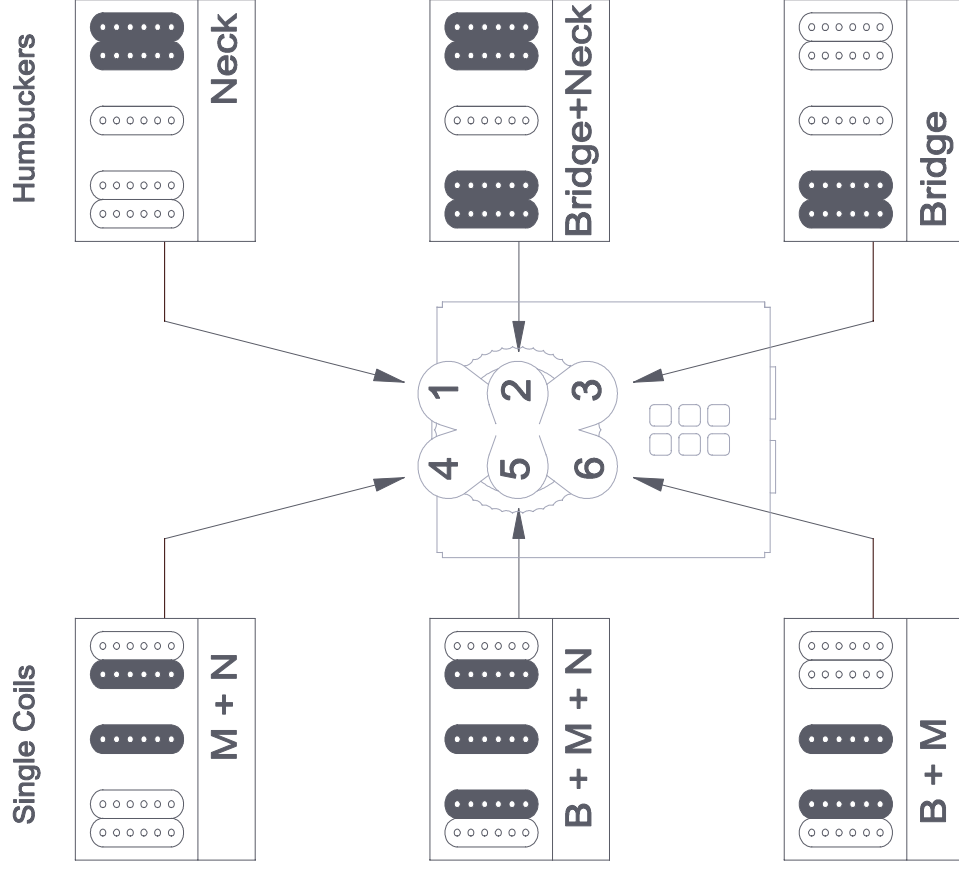 Single Coils
Humbuckers
M + N
Neck
4
1
5
2
B + M + N
Bridge+Neck
6
3
B + M
Bridge